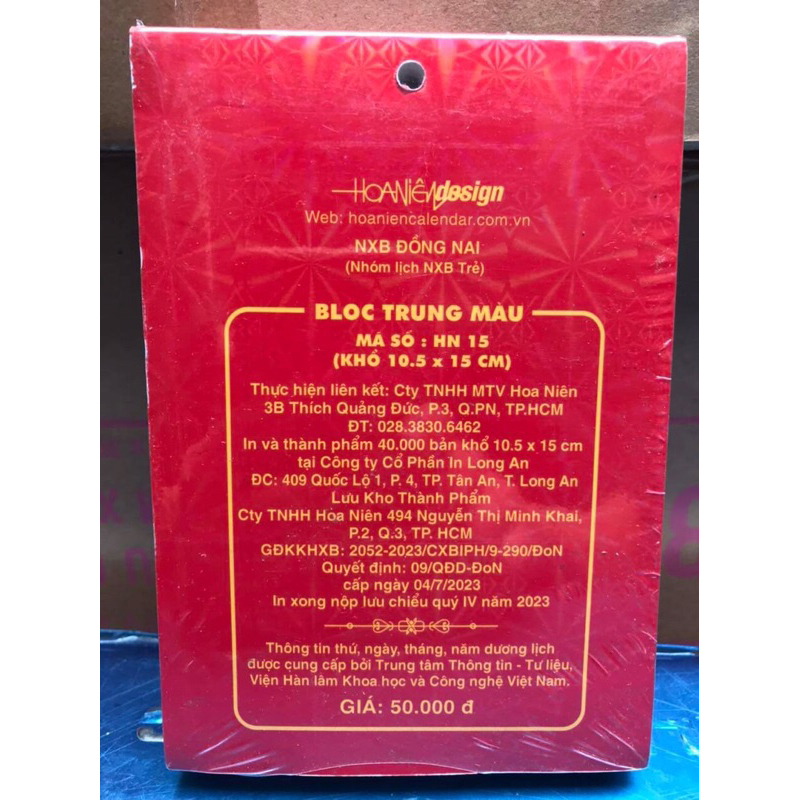 HOANIÊN design
Web: hoaniencalendar.com.vn
NXB ĐỒNG NAI
(Nhóm lịch NXB Trẻ)
BLOC TRUNG MÀU
MÃ SỐ : HN 15
(KHỔ 10.5 x 15 CM)
Thực hiện liên kết: Cty TNHH MTV Hoa Niên
3B Thích Quảng Đức, P.3, Q.PN, TP.HCM
ĐT: 028.3830.6462
In và thành phẩm 40.000 bản khổ 10.5 x 15 cm
tại Công ty Cổ Phần In Long An
ĐC: 409 Quốc Lộ 1, P. 4, TP. Tân An, T. Long An
Lưu Kho Thành Phẩm
Cty TNHH Hoa Niên 494 Nguyễn Thị Minh Khai,
P.2, Q.3, TP. HCM
GĐKKHXB: 2052-2023/CXBIPH/9-290/ĐoN
Quyết định: 09/QĐD-ĐoN
cấp ngày 04/7/2023
In xong nộp lưu chiểu quý IV năm 2023
Thông tin thứ, ngày, tháng, năm dương lịch
được cung cấp bởi Trung tâm Thông tin - Tư liệu,
Viện Hàn lâm Khoa học và Công nghệ Việt Nam.
GIÁ: 50.000 đ